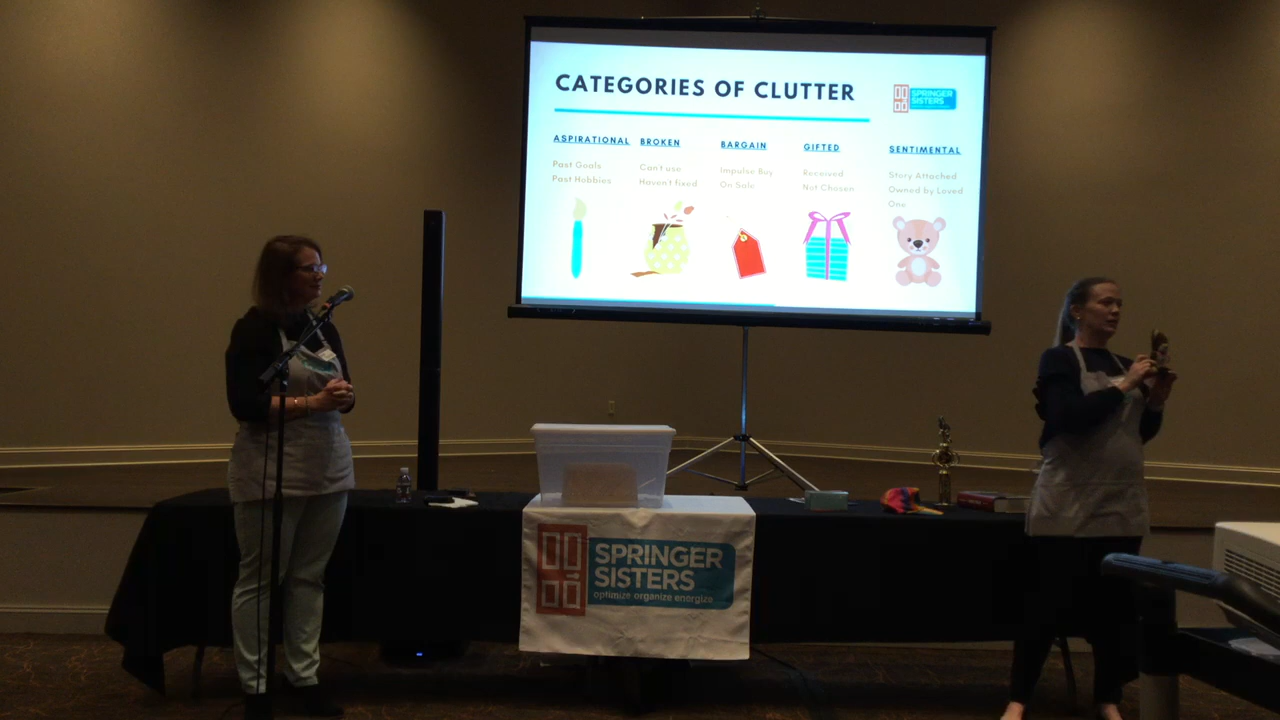 CATEGORIES OF CLUTTER
SPRINGER
SISTERS
ASPIRATIONAL
Past Goals
Past Hobbies
BROKEN
Can't use
Haven't fixed
BARGAIN
Impulse Buy
On Sale
GIFTED
Received
Not Chosen
SENTIMENTAL
Story Attached
Owned by Loved
One
SPRINGER
SISTERS
optimize organize energize